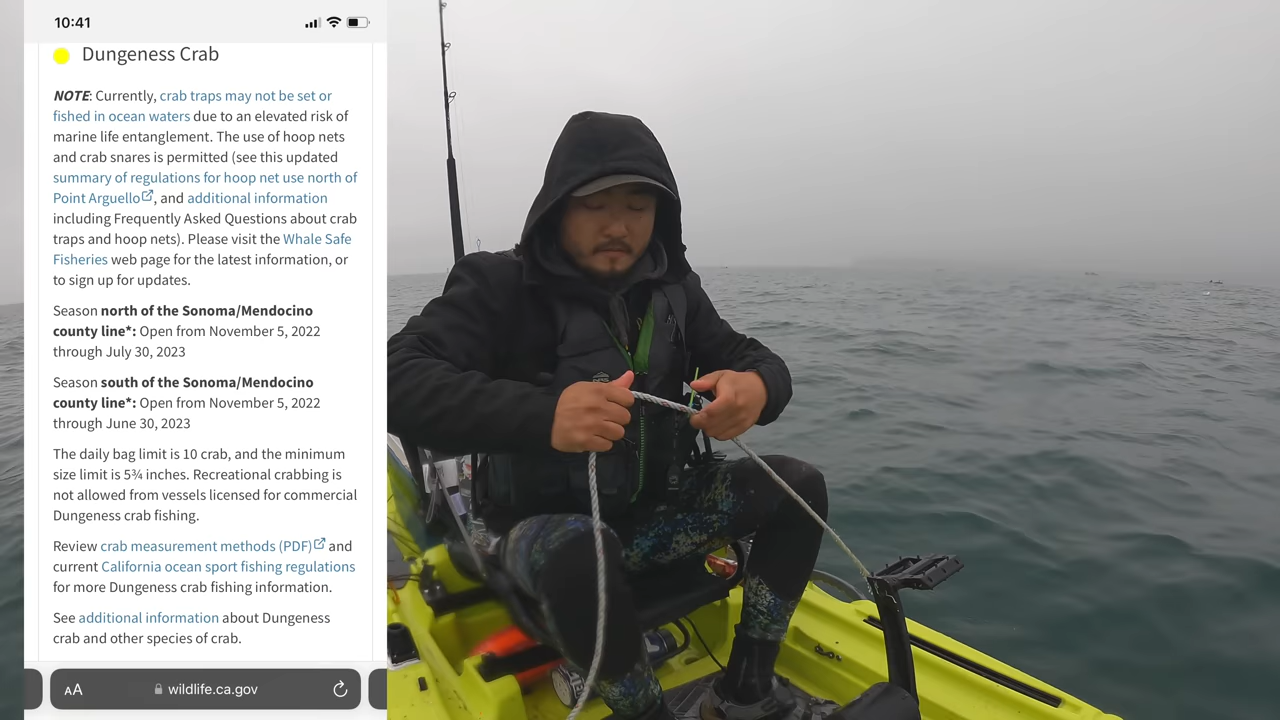 10:41
Dungeness Crab
NOTE: Currently, crab traps may not be set or
fished in ocean waters due to an elevated risk of
marine life entanglement. The use of hoop nets
and crab snares is permitted (see this updated
summary of regulations for hoop net use north of
Point Arguello, and additional information
including Frequently Asked Questions about crab
traps and hoop nets). Please visit the Whale Safe
Fisheries web page for the latest information, or
to sign up for updates.
Season north of the Sonoma/Mendocino
county line*: Open from November 5, 2022
through July 30, 2023
Season south of the Sonoma/Mendocino
county line*: Open from November 5, 2022
through June 30, 2023
The daily bag limit is 10 crab, and the minimum
size limit is 5¾ inches. Recreational crabbing is
not allowed from vessels licensed for commercial
Dungeness crab fishing.
Review crab measurement methods (PDF) and
current California ocean sport fishing regulations
for more Dungeness crab fishing information.
See additional information about Dungeness
crab and other species of crab.
AA wildlife.ca.gov